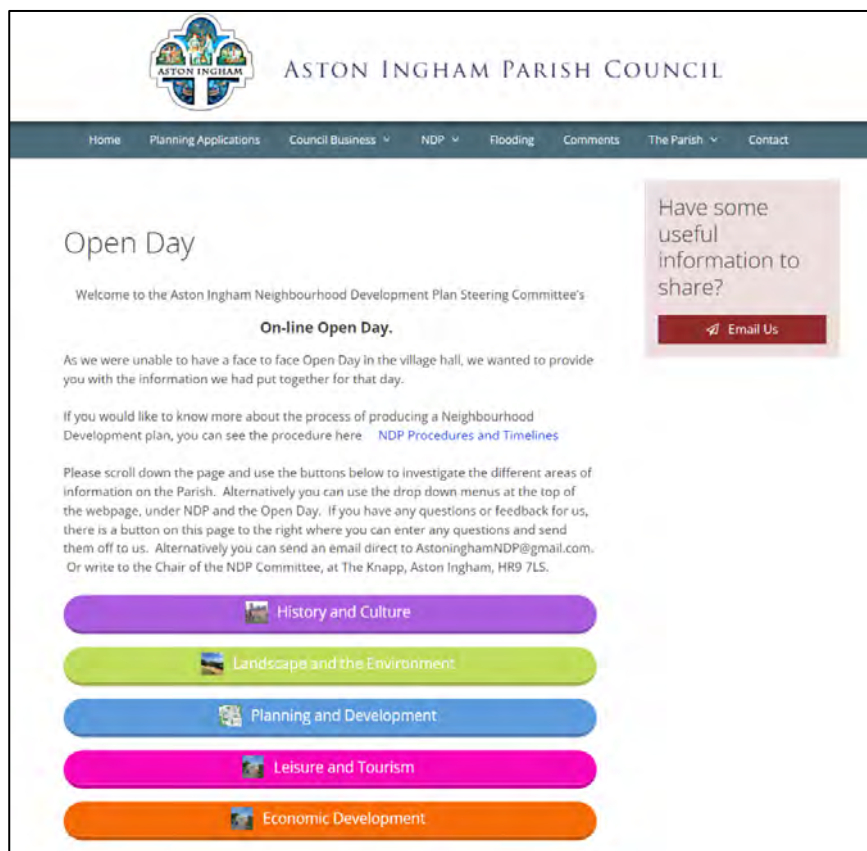 ASTON INGHAM
ASTON INGHAM PARISH COUNCIL
Home Planning Applications Council Business NDP Flooding Comments The Parish Contact
Open Day
Welcome to the Aston Ingham Neighbourhood Development Plan Steering Committee's
On-line Open Day.
As we were unable to have a face to face Open Day in the village hall, we wanted to provide
you with the information we had put together for that day.
If you would like to know more about the process of producing a Neighbourhood
Development plan, you can see the procedure here NDP Procedures and Timelines
Please scroll down the page and use the buttons below to investigate the different areas of
information on the Parish. Alternatively you can use the drop down menus at the top of
the webpage, under NDP and the Open Day. If you have any questions or feedback for us,
there is a button on this page to the right where you can enter any questions and send
them off to us. Alternatively you can send an email direct to AstoninghamNDP@gmail.com.
Or write to the Chair of the NDP Committee, at The Knapp, Aston Ingham, HR9 7LS.
History and Culture
Landscape and the Environment
Planning and Development
Leisure and Tourism
Economic Development
Have some
useful
information to
share?
Email Us